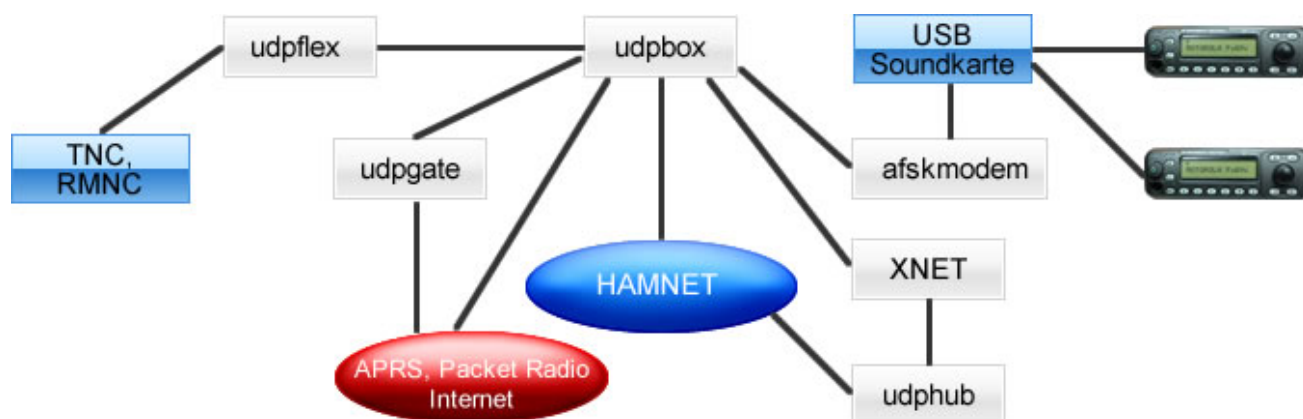 udpflex
udpbox
USB
Soundkarte
TNC,
RMNC
udpgate
afskmodem
HAMNET
XNET
APRS, Packet Radio
Internet
udphub